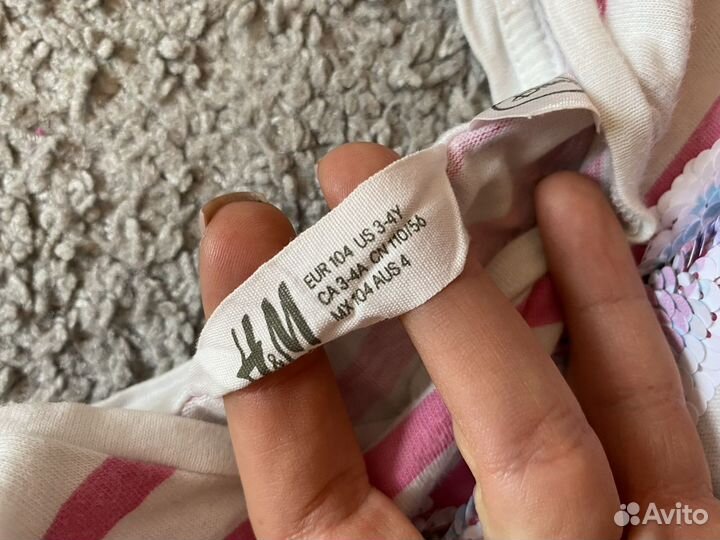 H&M
EUR 104 US 3-4Y
CA 3-4A CN 110/56
MX 104 AUS 4
Avito